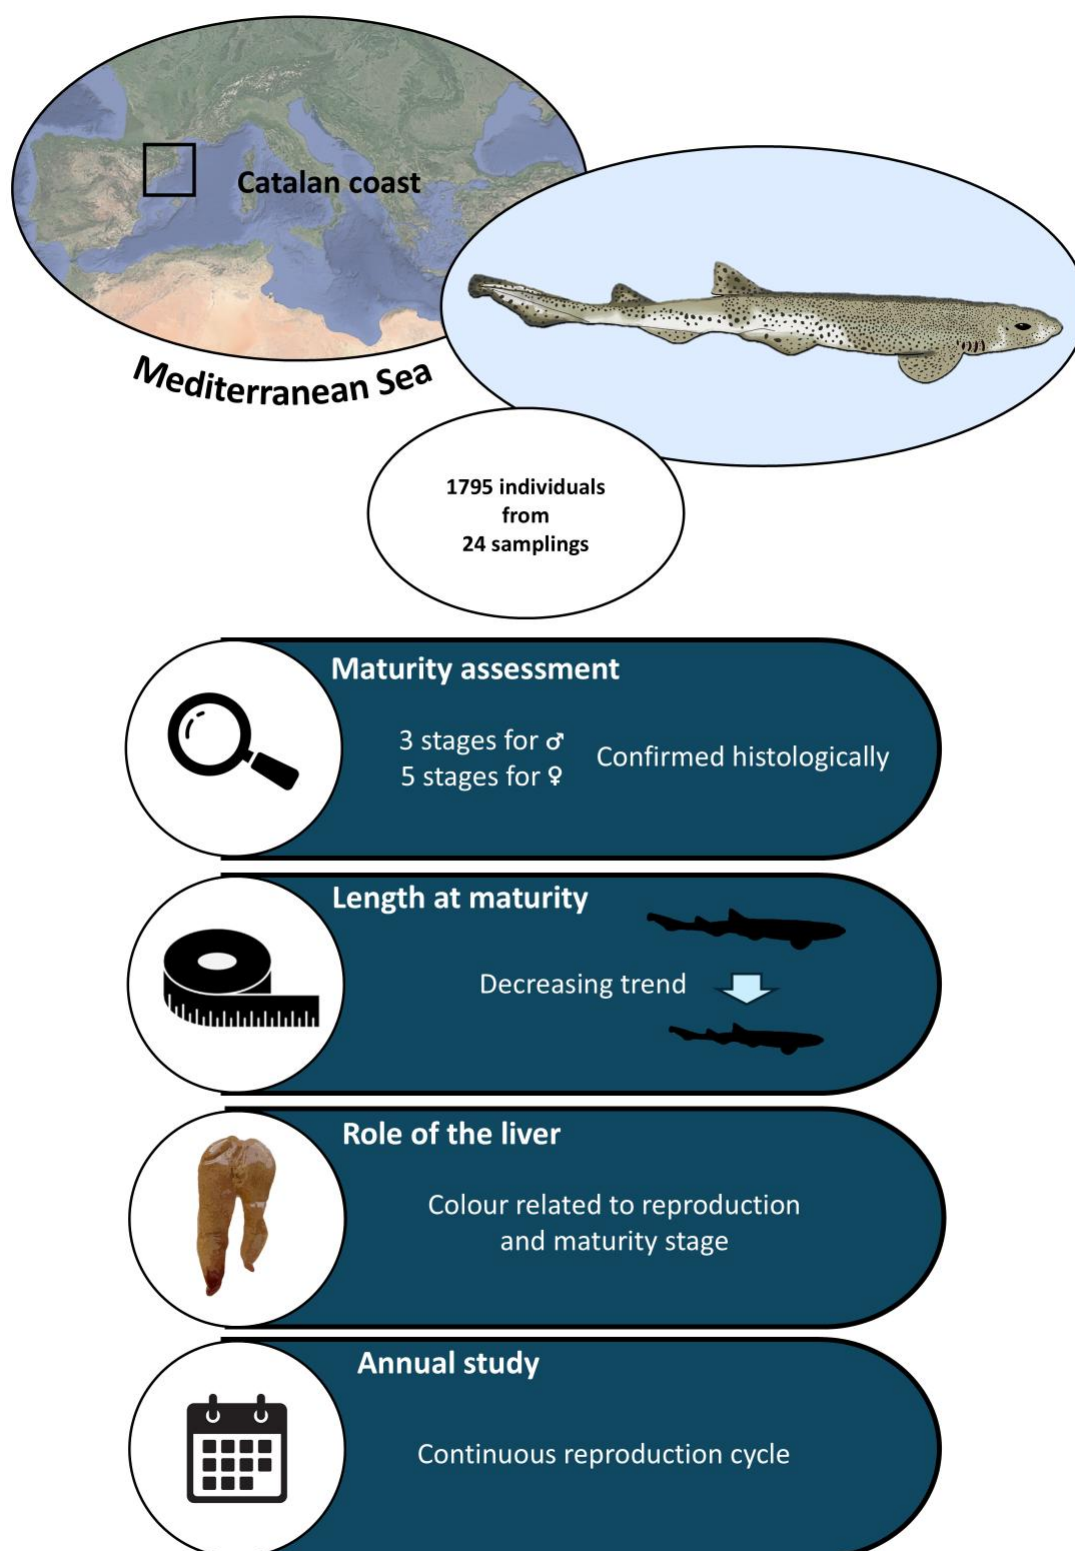 Catalan coast
Mediterranean Sea
1795 individuals
from
24 samplings
Maturity assessment
3 stages for ♂
5 stages for ♀
Confirmed histologically
Length at maturity
Decreasing trend
Role of the liver
Colour related to reproduction
and maturity stage
Annual study
Continuous reproduction cycle